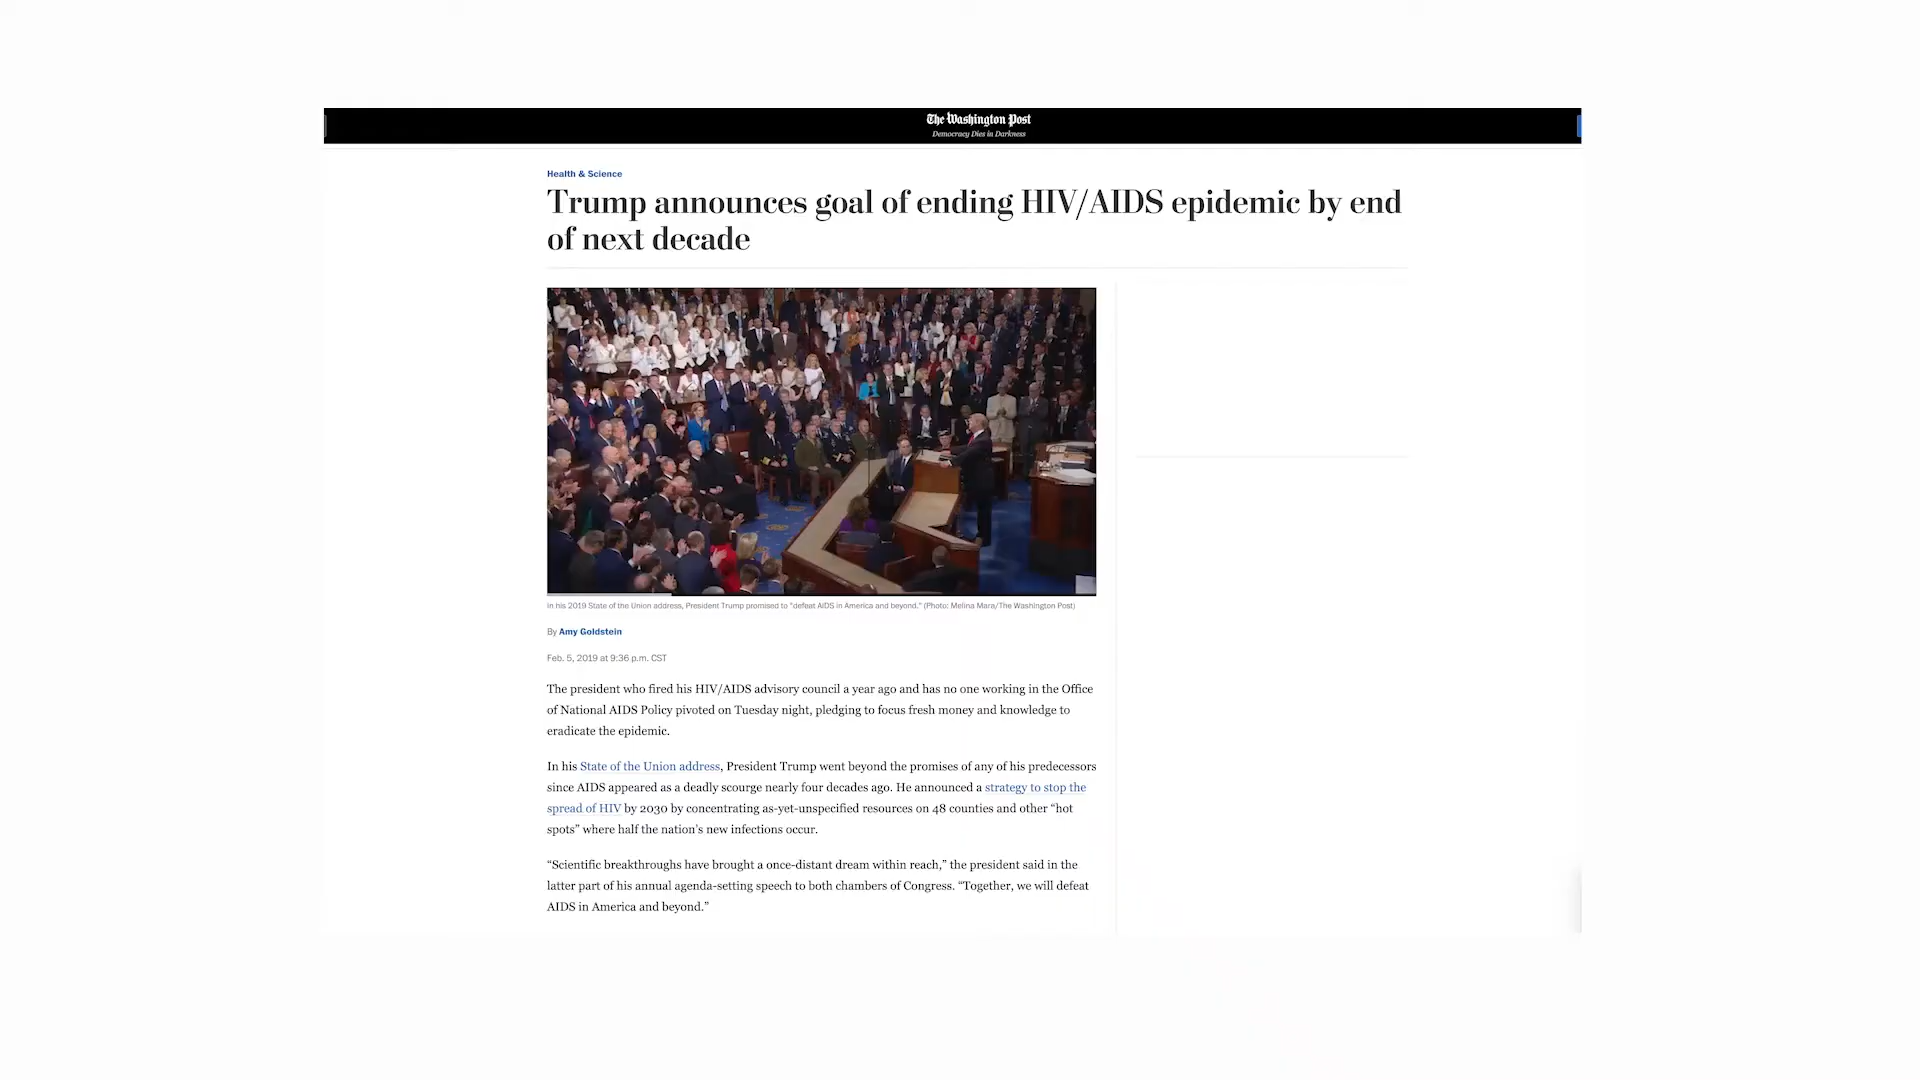 The Washington Post
Democracy Dies in Darkness
Health & Science
Trump announces goal of ending HIV/AIDS epidemic by end
of next decade
In his 2019 State of the Union address, President Trump promised to "defeat AIDS in America and beyond." (Photo: Melina Mara/The Washington Post)
By Amy Goldstein
Feb. 5, 2019 at 9:36 p.m. CST
The president who fired his HIV/AIDS advisory council a year ago and has no one working in the Office
of National AIDS Policy pivoted on Tuesday night, pledging to focus fresh money and knowledge to
eradicate the epidemic.
In his State of the Union address, President Trump went beyond the promises of any of his predecessors
since AIDS appeared as a deadly scourge nearly four decades ago. He announced a strategy to stop the
spread of HIV by 2030 by concentrating as-yet-unspecified resources on 48 counties and other “hot
spots” where half the nation’s new infections occur.
“Scientific breakthroughs have brought a once-distant dream within reach,” the president said in the
latter part of his annual agenda-setting speech to both chambers of Congress. “Together, we will defeat
AIDS in America and beyond.”